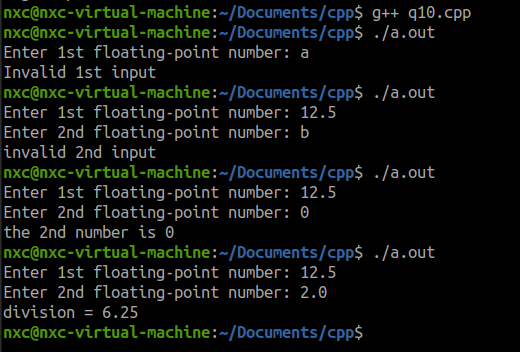 nxc@nxc-virtual-machine:~/Documents/cpp$ g++ q10.cpp
nxc@nxc-virtual-machine:~/Documents/cpp$ ./a.out
Enter 1st floating-point number: a
Invalid 1st input
nxc@nxc-virtual-machine:~/Documents/cpp$ ./a.out
Enter 1st floating-point number: 12.5
Enter 2nd floating-point number: b
invalid 2nd input
nxc@nxc-virtual-machine:~/Documents/cpp$ ./a.out
Enter 1st floating-point number: 12.5
Enter 2nd floating-point number: 0
the 2nd number is 0
nxc@nxc-virtual-machine:~/Documents/cpp$ ./a.out
Enter 1st floating-point number: 12.5
Enter 2nd floating-point number: 2.0
division = 6.25
nxc@nxc-virtual-machine:~/Documents/cpp$